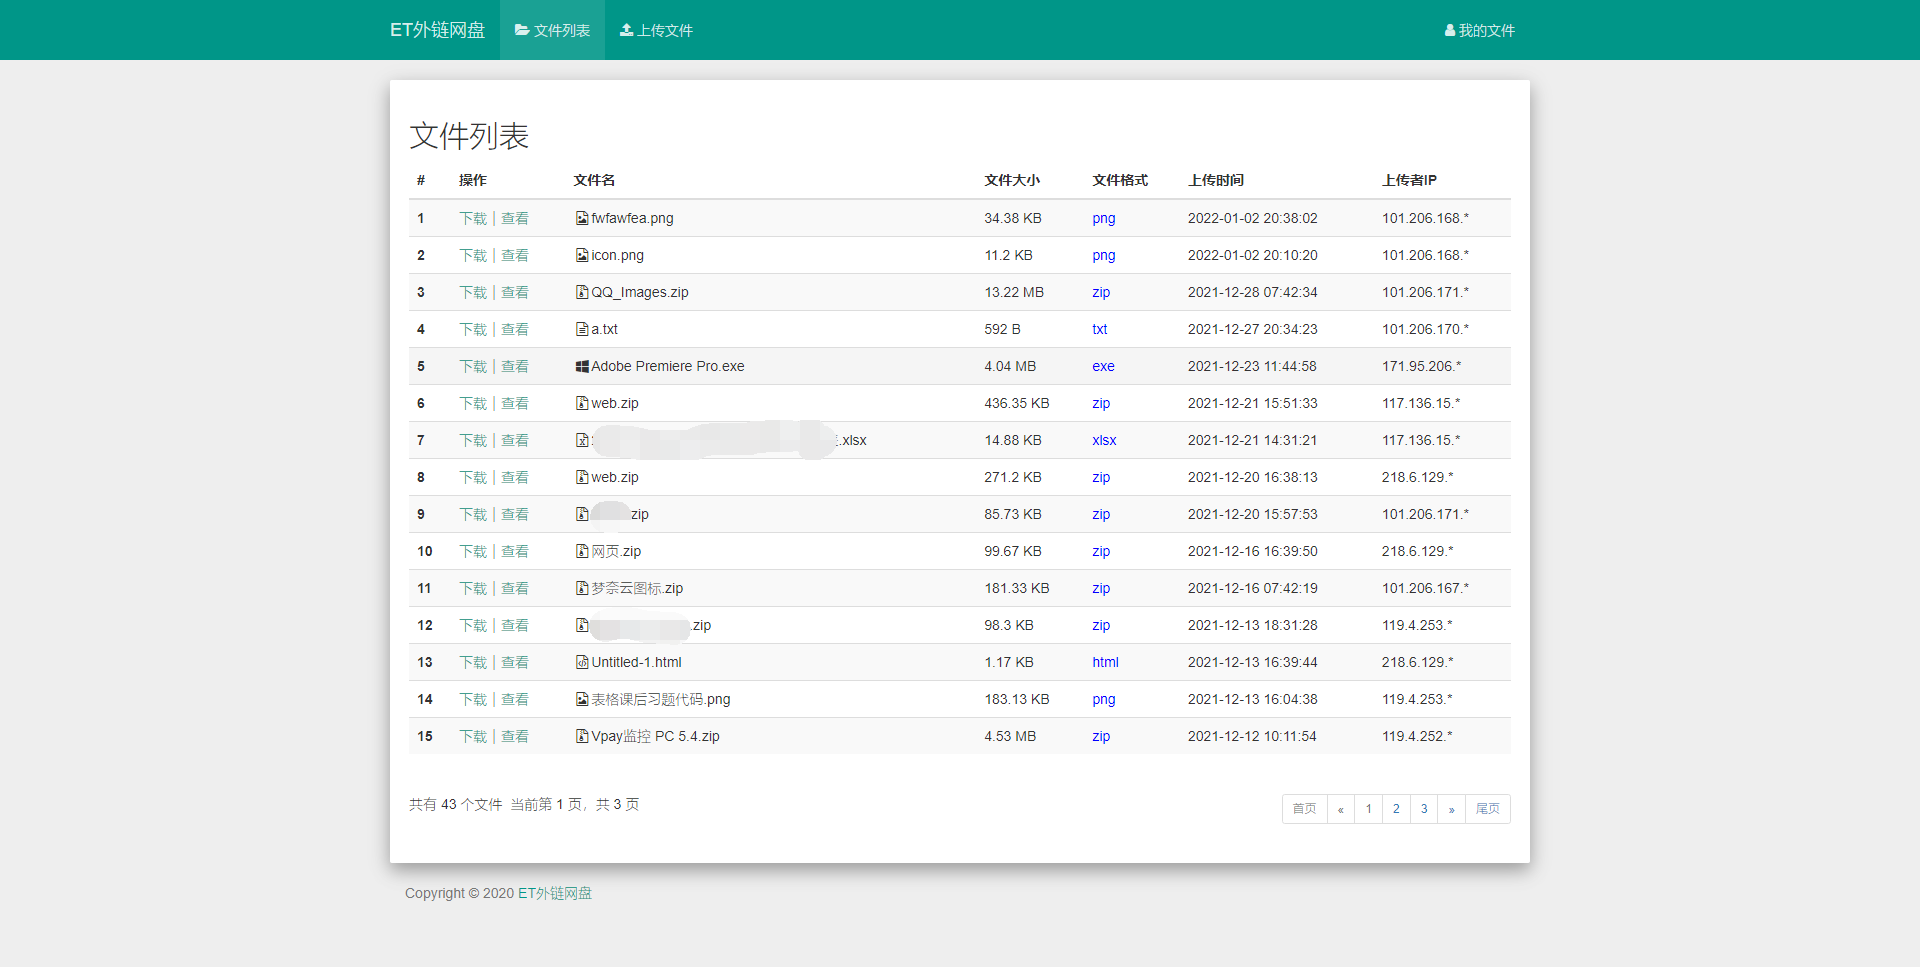 ET外链网盘 文件列表 上传文件 我的文件
文件列表
# 操作 文件名 文件大小 文件格式 上传时间 上传者IP
1 下载 | 查看 fwfawfea.png 34.38 KB png 2022-01-02 20:38:02 101.206.168.*
2 下载 | 查看 icon.png 11.2 KB png 2022-01-02 20:10:20 101.206.168.*
3 下载 | 查看 QQ_Images.zip 13.22 MB zip 2021-12-28 07:42:34 101.206.171.*
4 下载 | 查看 a.txt 592 B txt 2021-12-27 20:34:23 101.206.170.*
5 下载 | 查看 Adobe Premiere Pro.exe 4.04 MB exe 2021-12-23 11:44:58 171.95.206.*
6 下载 | 查看 web.zip 436.35 KB zip 2021-12-21 15:51:33 117.136.15.*
7 下载 | 查看 .xlsx 14.88 KB xlsx 2021-12-21 14:31:21 117.136.15.*
8 下载 | 查看 web.zip 271.2 KB zip 2021-12-20 16:38:13 218.6.129.*
9 下载 | 查看 zip 85.73 KB zip 2021-12-20 15:57:53 101.206.171.*
10 下载 | 查看 网页.zip 99.67 KB zip 2021-12-16 16:39:50 218.6.129.*
11 下载 | 查看 梦奈云图标.zip 181.33 KB zip 2021-12-16 07:42:19 101.206.167.*
12 下载 | 查看 .zip 98.3 KB zip 2021-12-13 18:31:28 119.4.253.*
13 下载 | 查看 Untitled-1.html 1.17 KB html 2021-12-13 16:39:44 218.6.129.*
14 下载 | 查看 表格课后习题代码.png 183.13 KB png 2021-12-13 16:04:38 119.4.253.*
15 下载 | 查看 Vpay监控 PC 5.4.zip 4.53 MB zip 2021-12-12 10:11:54 119.4.252.*
共有 43 个文件 当前第 1 页，共 3 页 首页 « 1 2 3 » 尾页
Copyright © 2020 ET外链网盘